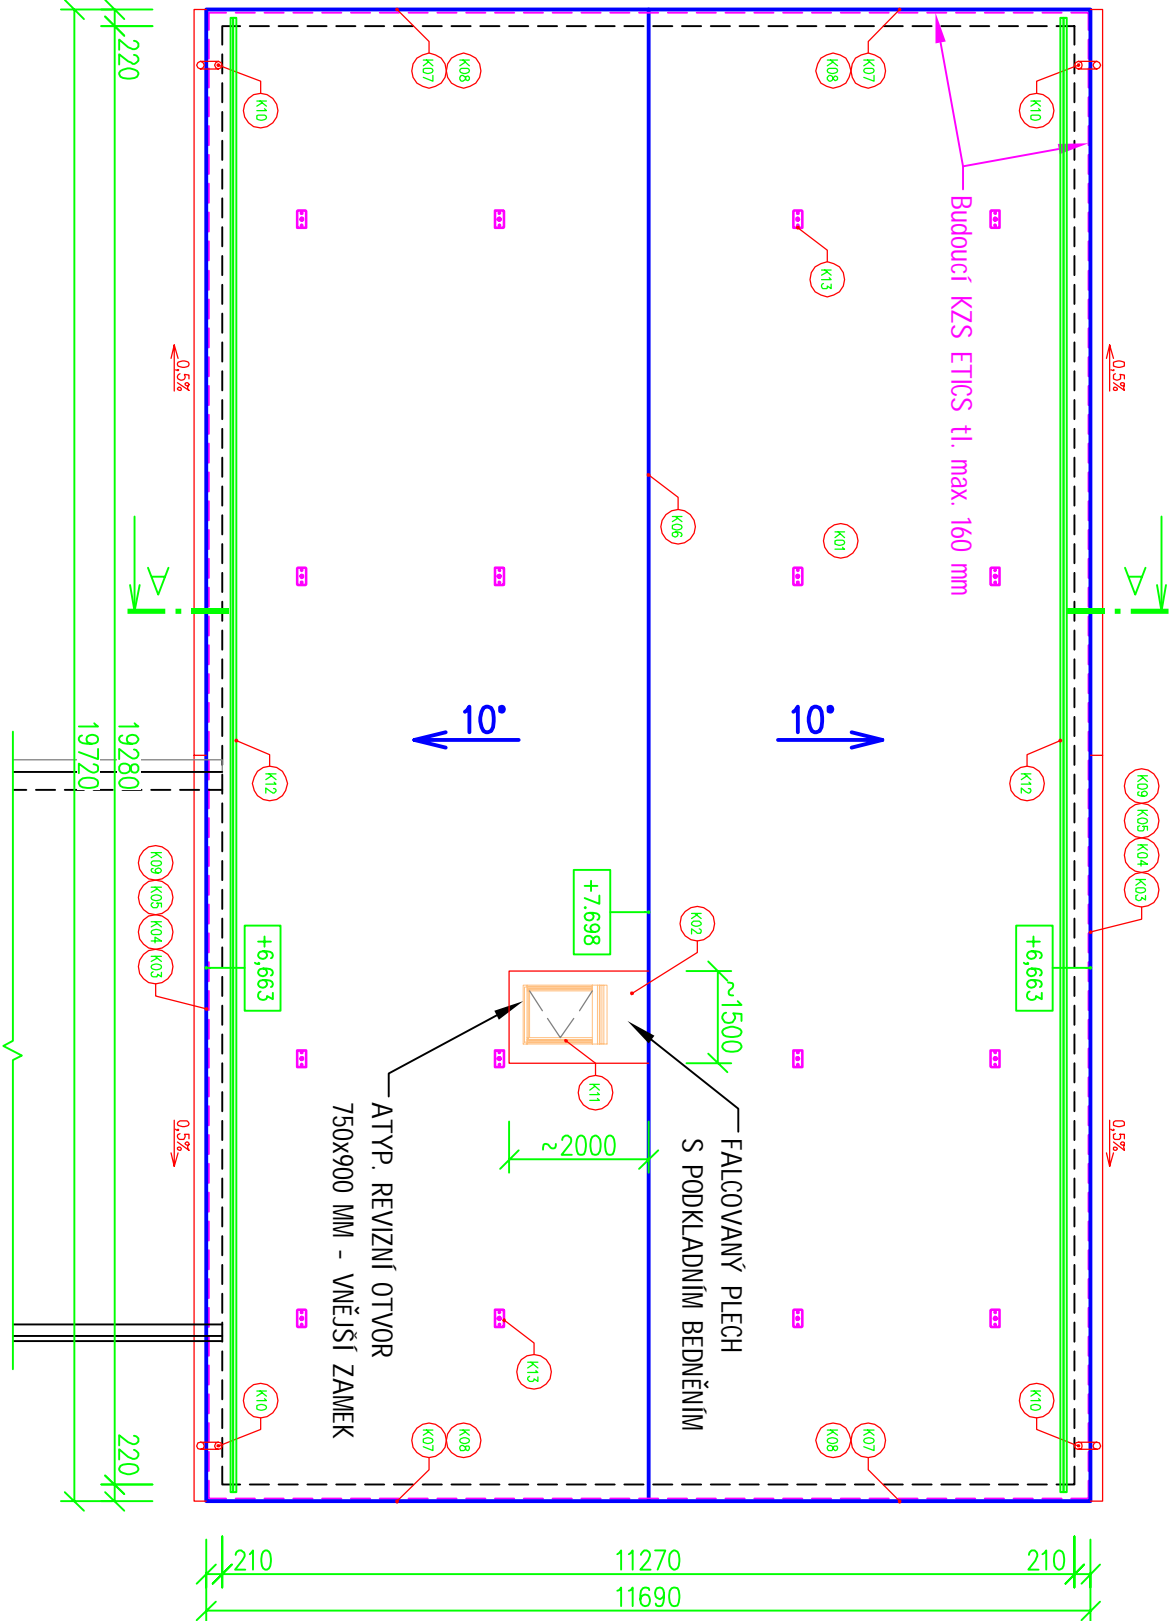 220
K10
K07
K08
K08
K07
K10
K13
Budoucí KZS ETICS tl. max. 160 mm
0,5%
0,5%
K06
K01
A
A
10°
10°
19280
19720
K12
K12
K09 K05 K04 K03
K09 K05 K04 K03
+6,663
+7.698
+6,663
K02
~1500
K11
~2000
FALCOVANÝ PLECH
S PODKLADNÍM BEDNĚNÍM
ATYP. REVIZNÍ OTVOR
750x900 MM - VNĚJŠÍ ZAMEK
0,5%
0,5%
K13
K10
K07
K08
K08
K07
K10
220
210
11270
210
11690